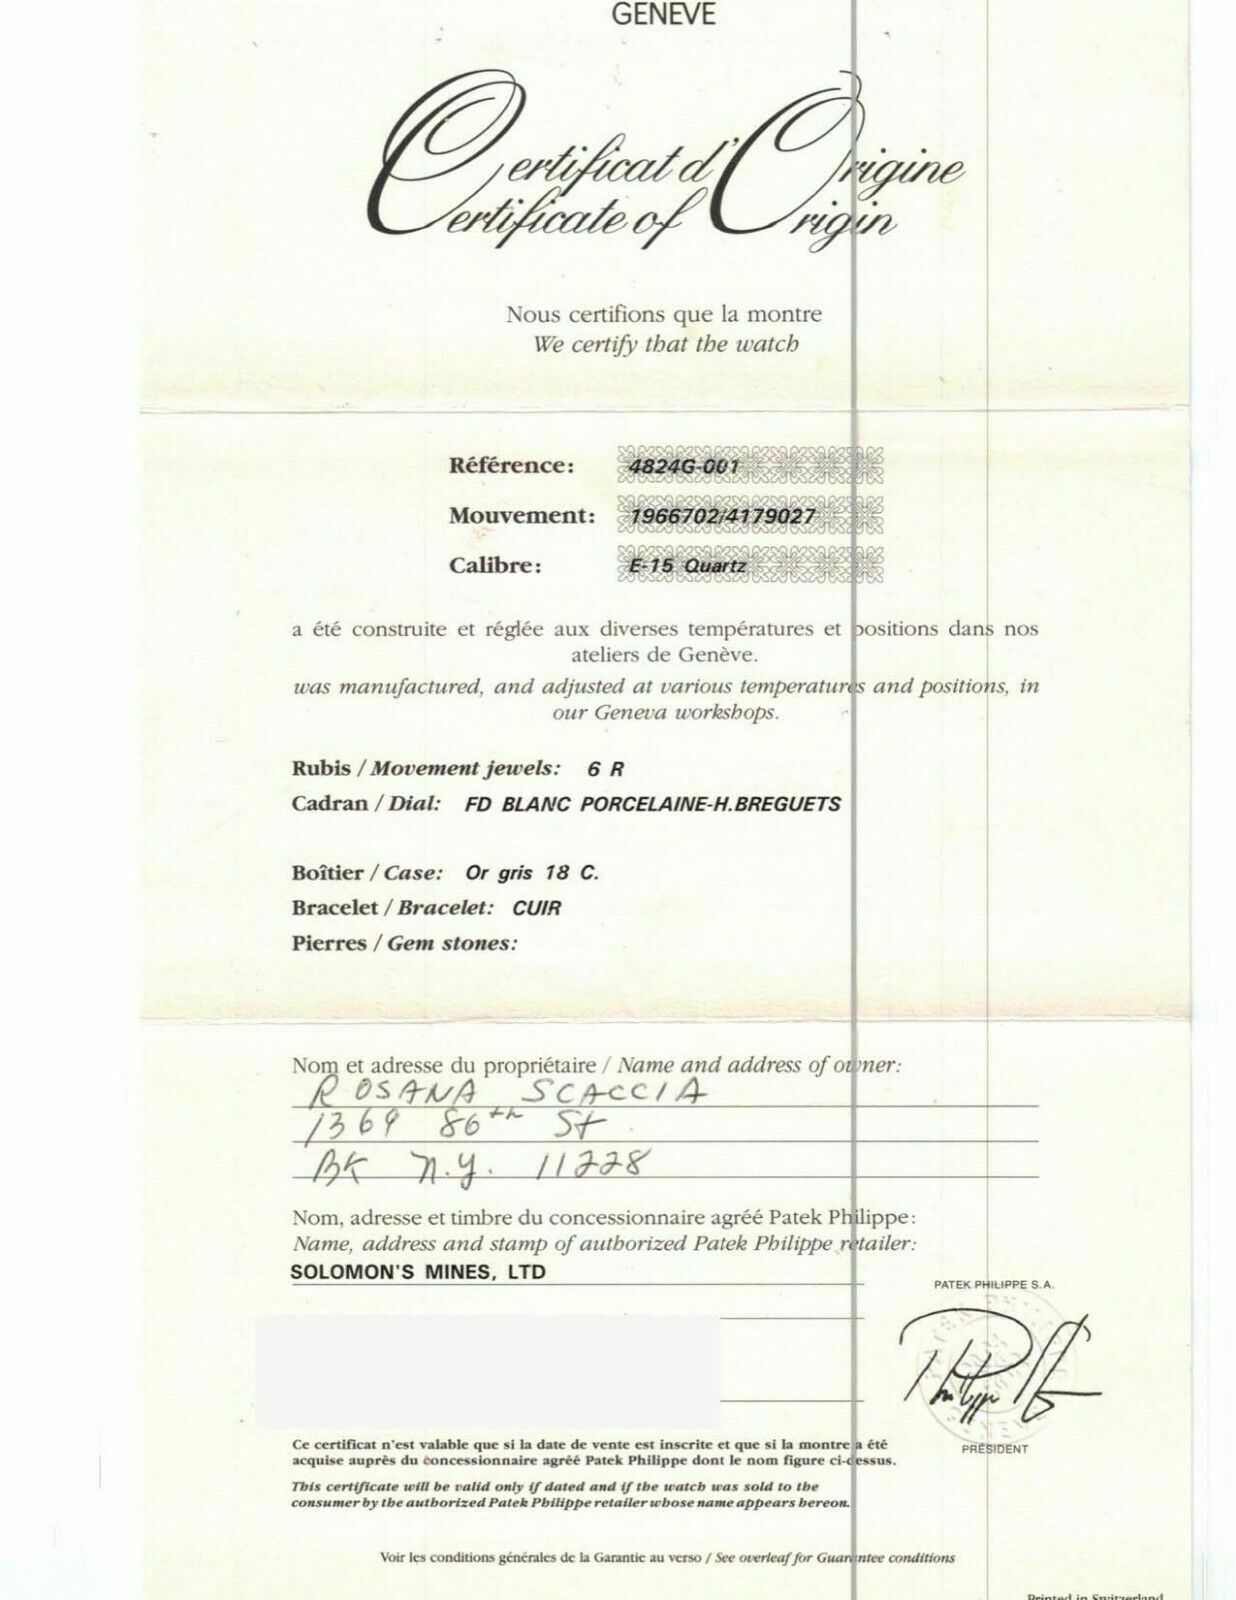 GENEVE
Certificat d'Origine
Certificate of Origin
Nous certifions que la montre
We certify that the watch
Référence: 4824G-001
Mouvement: 1966702/4179027
Calibre: E-15 Quartz
a été construite et réglée aux diverses températures et positions dans nos
ateliers de Genève.
was manufactured, and adjusted at various temperatures and positions, in
our Geneva workshops.
Rubis / Movement jewels: 6 R
Cadran / Dial: FD BLANC PORCELAINE-H.BREGUETS
Boîtier / Case: Or gris 18 C.
Bracelet / Bracelet: CUIR
Pierres / Gem stones:
Nom et adresse du propriétaire / Name and address of owner:
ROSANA SCACCIA
1369 86th St
BK N.Y. 11228
Nom, adresse et timbre du concessionnaire agréé Patek Philippe:
Name, address and stamp of authorized Patek Philippe retailer:
SOLOMON'S MINES, LTD
PATEK PHILIPPE S.A.
PRÉSIDENT
Ce certificat n'est valable que si la date de vente est inscrite et que si la montre a été
acquise auprès du concessionnaire agréé Patek Philippe dont le nom figure ci-dessus.
This certificate will be valid only if dated and if the watch was sold to the
consumer by the authorized Patek Philippe retailer whose name appears hereon.
Voir les conditions générales de la Garantie au verso / See overleaf for Guarantee conditions
Printed in Switzerland